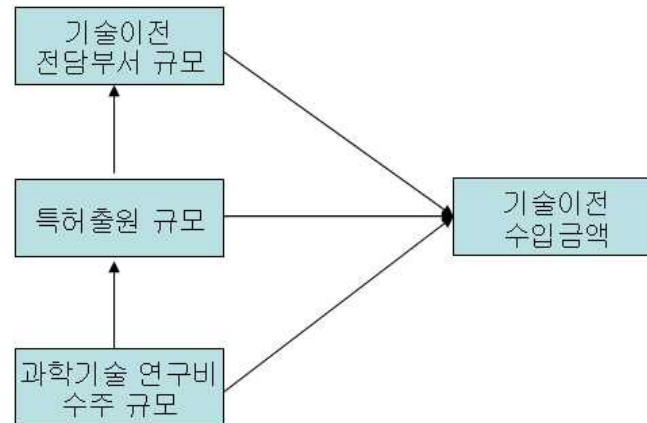 기술이전
전담부서 규모
특허출원 규모
기술이전
수입금액
과학기술 연구비
수주 규모